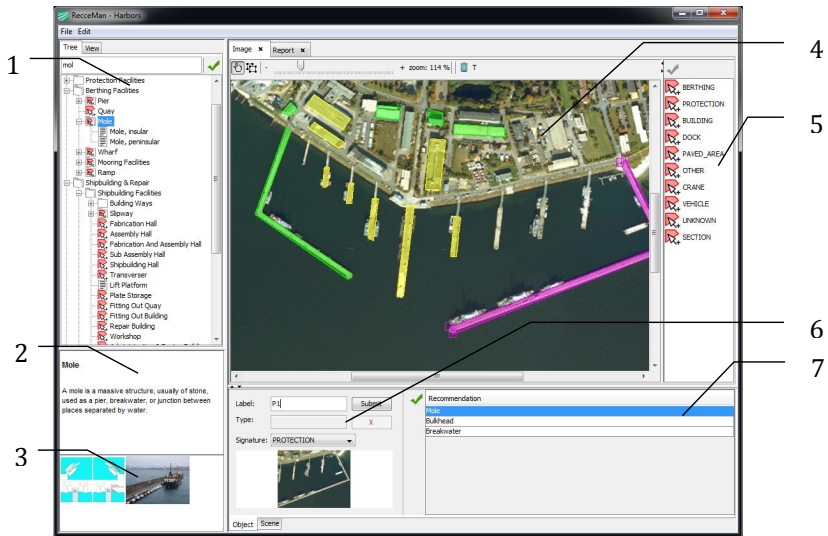 RecceMan - Harbors
File Edit
Tree View
mol
Protection Facilities
Berthing Facilities
Pier
Quay
Mole
Mole, insular
Mole, peninsular
Wharf
Mooring Facilities
Ramp
Shipbuilding & Repair
Shipbuilding Facilities
Building Ways
Slipway
Fabrication Hall
Assembly Hall
Fabrication And Assembly Hall
Sub Assembly Hall
Shipbuilding Hall
Transverser
Lift Platform
Plate Storage
Fitting Out Quay
Fitting Out Building
Repair Building
Workshop
Mole
A mole is a massive structure, usually of stone,
used as a pier, breakwater, or junction between
places separated by water.
Image × Report ×
- + zoom: 114 % T
BERTHING
PROTECTION
BUILDING
DOCK
PAVED_AREA
OTHER
CRANE
VEHICLE
UNKNOWN
SECTION
Label: P1 Submit
Type: X
Signature: PROTECTION
Recommendation
Mole
Bulkhead
Breakwater
Object Scene
1
2
3
4
5
6
7